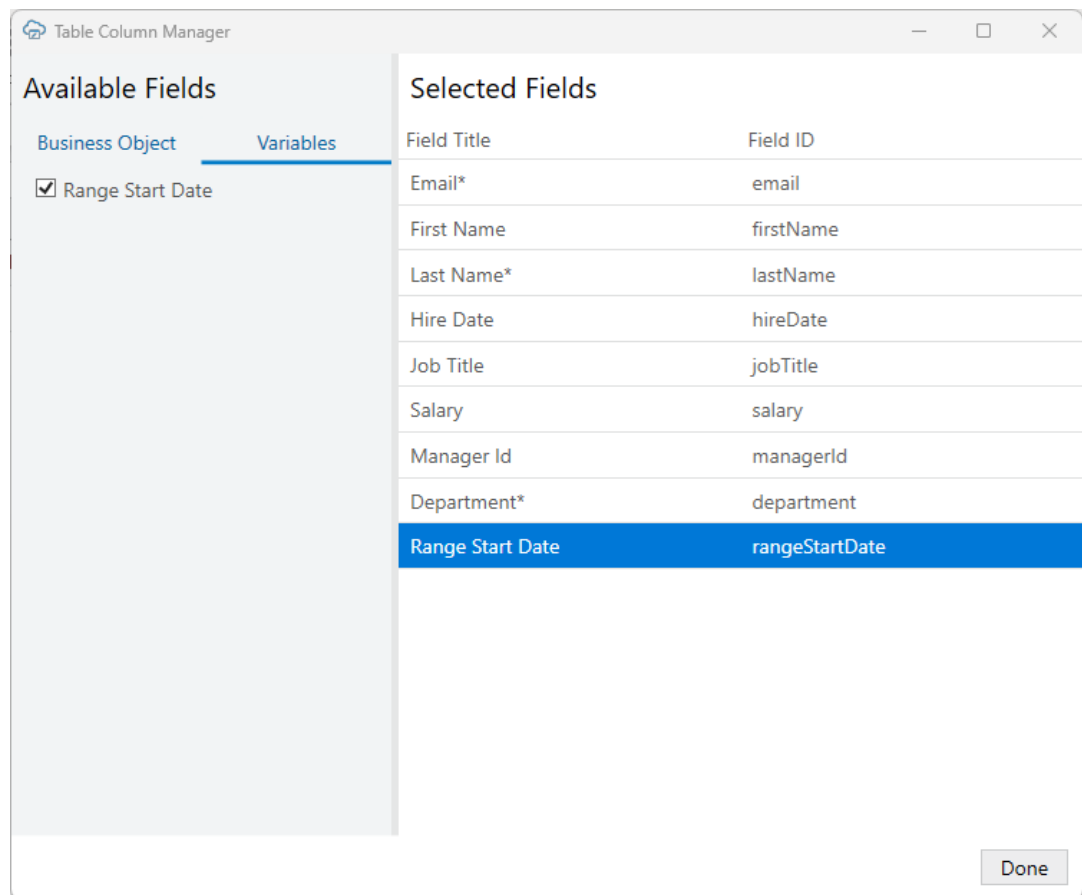 Table Column Manager
Available Fields
Business Object Variables
Range Start Date
Selected Fields
Field Title Field ID
Email* email
First Name firstName
Last Name* lastName
Hire Date hireDate
Job Title jobTitle
Salary salary
Manager Id managerId
Department* department
Range Start Date rangeStartDate
Done